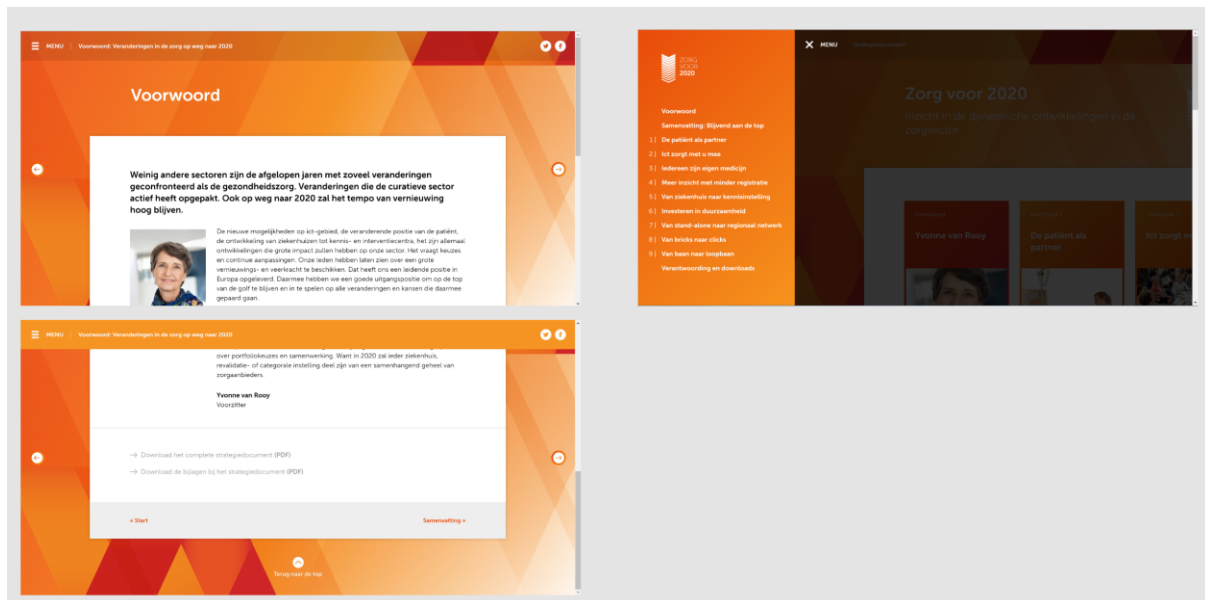 MENU | Voorwoord: Veranderingen in de zorg op weg naar 2020
Voorwoord
Weinig andere sectoren zijn de afgelopen jaren met zoveel veranderingen
geconfronteerd als de gezondheidszorg. Veranderingen die de curatieve sector
actief heeft opgepakt. Ook op weg naar 2020 zal het tempo van vernieuwing
hoog blijven.
De nieuwe mogelijkheden op ict-gebied, de veranderende positie van de patiënt,
de ontwikkeling van ziekenhuizen tot kennis- en interventiecentra, het zijn allemaal
ontwikkelingen die grote impact zullen hebben op onze sector. Het vraagt keuzes
en continue aanpassingen. Onze leden hebben laten zien over een grote
vernieuwings- en veerkracht te beschikken. Dat heeft ons een leidende positie in
Europa opgeleverd. Daarmee hebben we een goede uitgangspositie om op de top
van de golf te blijven en in te spelen op alle veranderingen en kansen die daarmee
gepaard gaan.
ZORG
VOOR
2020
Voorwoord
Samenvatting: Blijvend aan de top
1 | De patiënt als partner
2 | Ict zorgt met u mee
3 | Iedereen zijn eigen medicijn
4 | Meer inzicht met minder registratie
5 | Van ziekenhuis naar kennisinstelling
6 | Investeren in duurzaamheid
7 | Van stand-alone naar regionaal netwerk
8 | Van bricks naar clicks
9 | Van baan naar loopbaan
Verantwoording en downloads
MENU | Strategiedocument
Zorg voor 2020
Inzicht in de dynamische ontwikkelingen in de
zorgsector
Voorwoord
Yvonne van Rooy
De patiënt als
partner
Ict zorgt m
MENU | Voorwoord: Veranderingen in de zorg op weg naar 2020
over portfoliokeuzes en samenwerking. Want in 2020 zal ieder ziekenhuis,
revalidatie- of categorale instelling deel zijn van een samenhangend geheel van
zorgaanbieders.
Yvonne van Rooy
Voorzitter
Download het complete strategiedocument (PDF)
Download de bijlagen bij het strategiedocument (PDF)
« Start
Samenvatting »
Terug naar de top